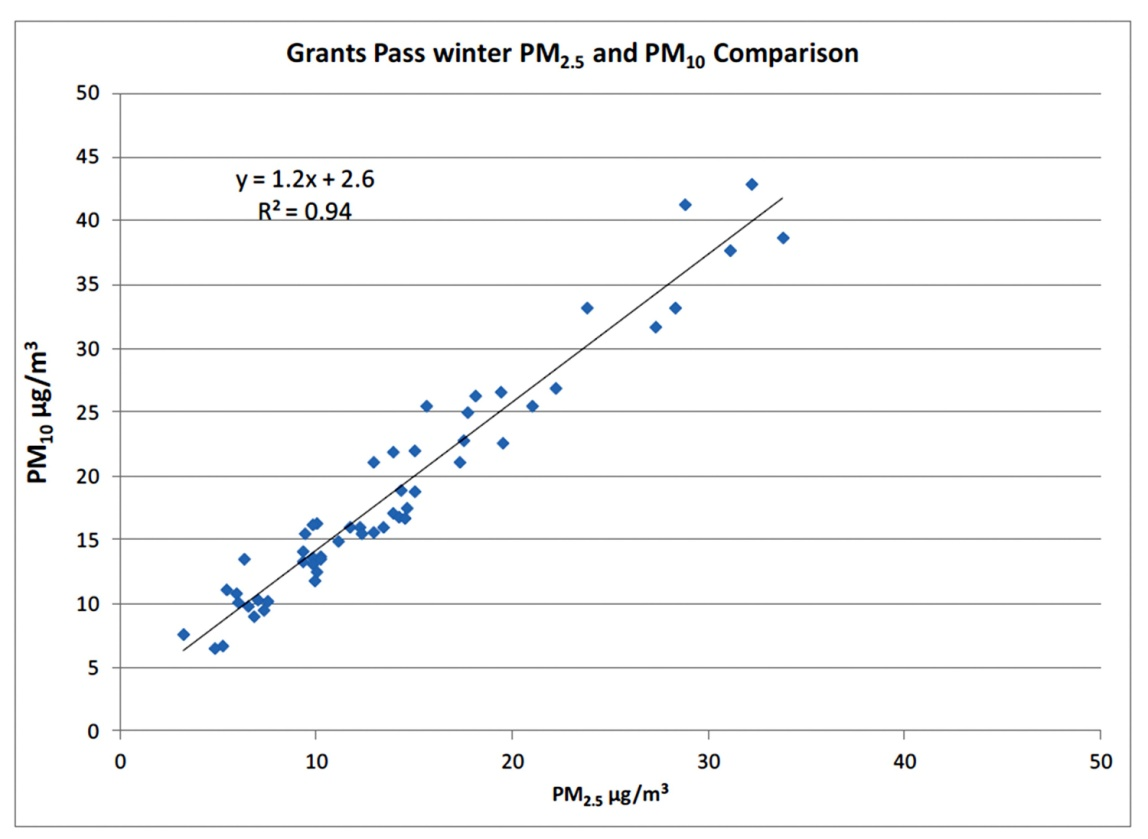 Grants Pass winter PM2.5 and PM10 Comparison
50
45
y = 1.2x + 2.6
R² = 0.94
40
35
30
25
20
15
10
5
0
PM10 µg/m³
0 10 20 30 40 50
PM2.5 µg/m³